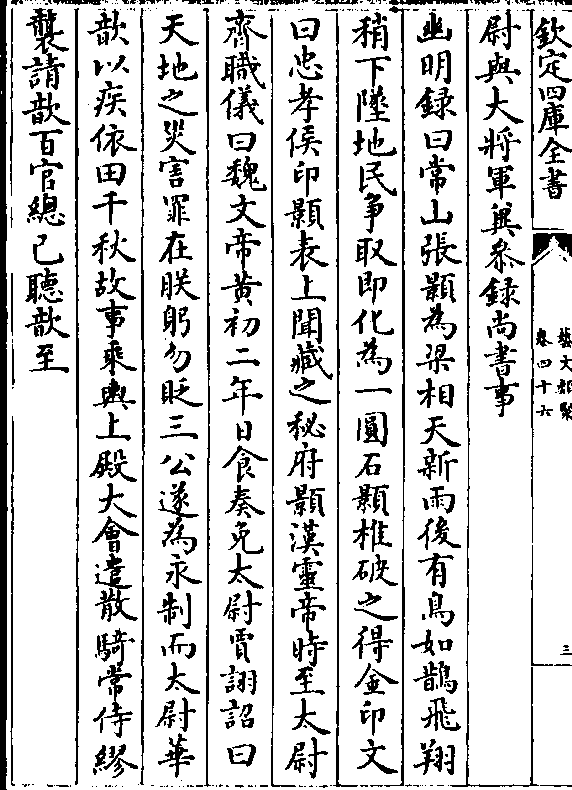 欽定四庫全書
藝文類聚
卷四十六
三
尉與大將軍㒷叅録尚書事
幽明録曰常山張顥為梁相天新雨後有鳥如鵲飛翔
稍下墜地民争取即化為一圓石顥椎破之得金印文
曰忠孝侯印顥表上聞藏之秘府顥漢靈帝時至太尉
齊職儀曰魏文帝黄初二年日食奏免太尉賈詡詔曰
天地之災害罪在朕躬勿貶三公遂為永制而太尉華
歆以疾依田千秋故事乘輿上殿大會遣散騎常侍繆
襲請歆百官總己聽歆至